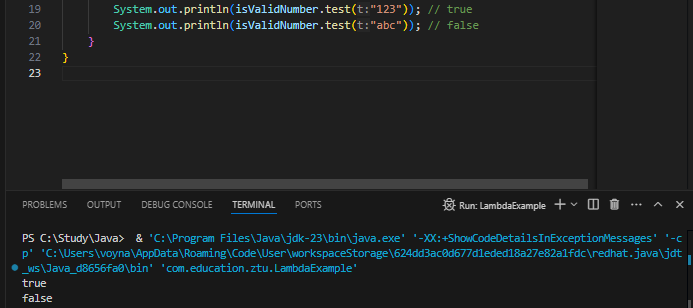 19 System.out.println(isValidNumber.test(t:"123")); // true
20 System.out.println(isValidNumber.test(t:"abc")); // false
21 }
22 }
23
PROBLEMS OUTPUT DEBUG CONSOLE TERMINAL PORTS Run: LambdaExample
PS C:\Study\Java> & 'C:\Program Files\Java\jdk-23\bin\java.exe' '-XX:+ShowCodeDetailsInExceptionMessages' '-c
p' 'C:\Users\voyna\AppData\Roaming\Code\User\workspaceStorage\624dd3ac0d677d1eded18a27e82a1fdc\redhat.java\jdt
_ws\Java_d8656fa0\bin' 'com.education.ztu.LambdaExample'
true
false